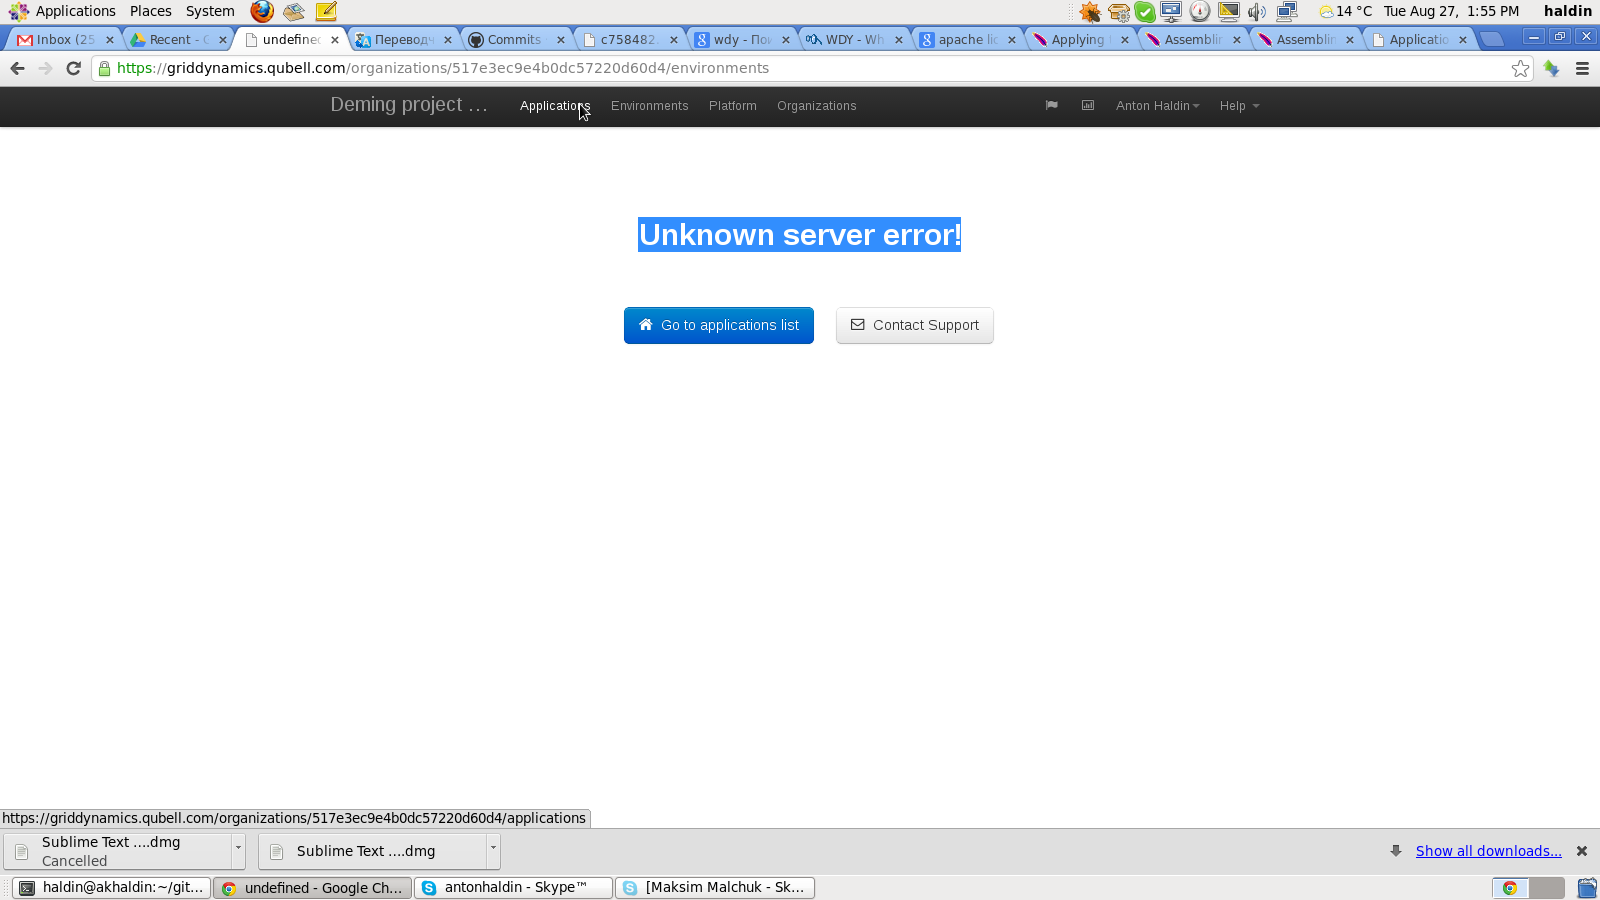 Applications Places System 14 °C Tue Aug 27, 1:55 PM haldin
Inbox (25 Recent - undefined Переводч Commits c758482 wdy - Пои WDY - Wh apache lic Applying Assemblin Assemblin Applicatio
https://griddynamics.qubell.com/organizations/517e3ec9e4b0dc57220d60d4/environments
Deming project ... Applications Environments Platform Organizations Anton Haldin Help
Unknown server error!
Go to applications list Contact Support
https://griddynamics.qubell.com/organizations/517e3ec9e4b0dc57220d60d4/applications
Sublime Text ....dmg
Cancelled
Sublime Text ....dmg
Show all downloads...
haldin@akhaldin:~/git... undefined - Google Ch... antonhaldin - Skype™ [Maksim Malchuk - Sk...